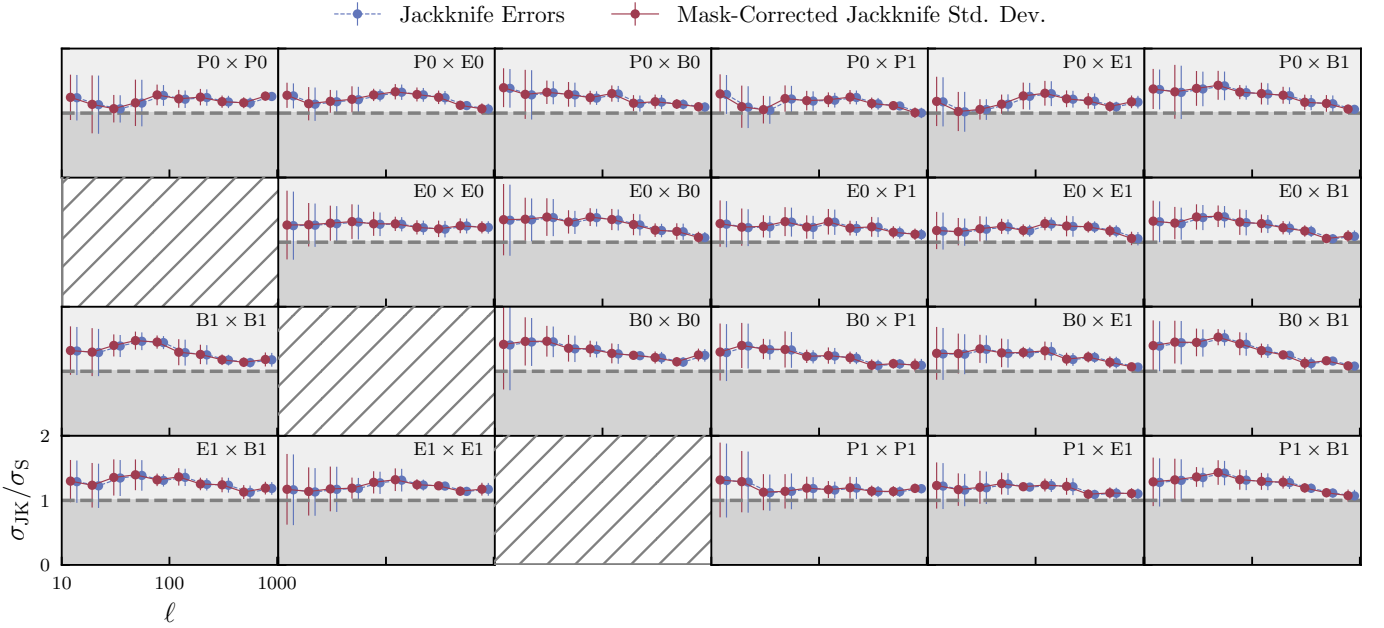 Jackknife Errors
Mask-Corrected Jackknife Std. Dev.
P0 × P0
P0 × E0
P0 × B0
P0 × P1
P0 × E1
P0 × B1
E0 × E0
E0 × B0
E0 × P1
E0 × E1
E0 × B1
B1 × B1
B0 × B0
B0 × P1
B0 × E1
B0 × B1
E1 × B1
E1 × E1
P1 × P1
P1 × E1
P1 × B1
2
1
0
σJK/σS
10
100
1000
ℓ